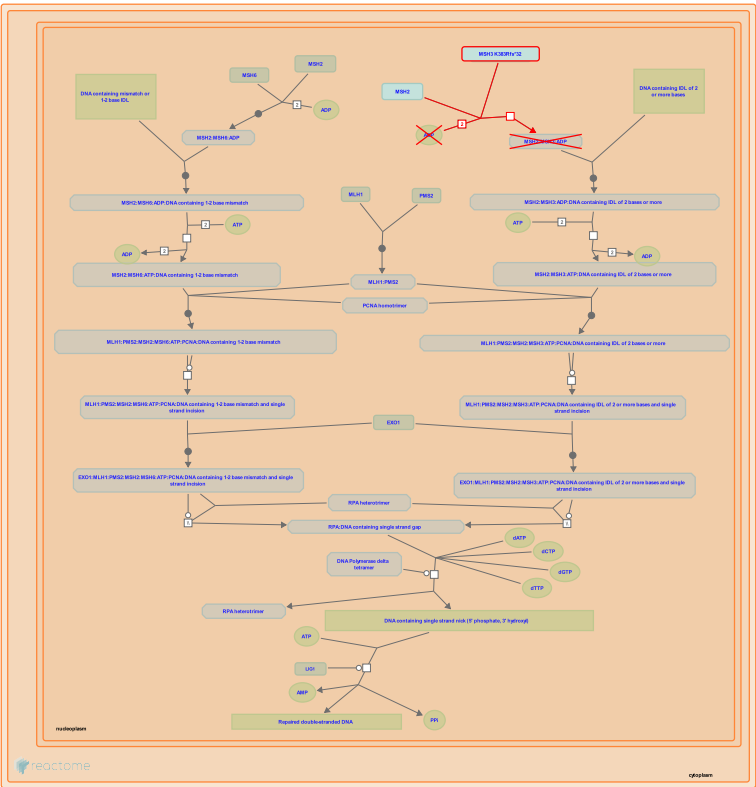 MSH3 K383Rfs*32
MSH2
MSH6
MSH2
DNA containing mismatch or
1-2 base IDL
DNA containing IDL of 2
or more bases
2
ADP
2
MSH2:MSH6:ADP
MSH2:MSH6:ADP:DNA containing 1-2 base mismatch
MSH2:MSH3:ADP:DNA containing IDL of 2 bases or more
MLH1
PMS2
2
ATP
ATP
2
ADP
2
2
ADP
MSH2:MSH6:ATP:DNA containing 1-2 base mismatch
MSH2:MSH3:ATP:DNA containing IDL of 2 bases or more
MLH1:PMS2
PCNA homotrimer
MLH1:PMS2:MSH2:MSH6:ATP:PCNA:DNA containing 1-2 base mismatch
MLH1:PMS2:MSH2:MSH3:ATP:PCNA:DNA containing IDL of 2 bases or more
MLH1:PMS2:MSH2:MSH6:ATP:PCNA:DNA containing 1-2 base mismatch and single
strand incision
MLH1:PMS2:MSH2:MSH3:ATP:PCNA:DNA containing IDL of 2 or more bases and single
strand incision
EXO1
EXO1:MLH1:PMS2:MSH2:MSH6:ATP:PCNA:DNA containing 1-2 base mismatch and single
strand incision
EXO1:MLH1:PMS2:MSH2:MSH3:ATP:PCNA:DNA containing IDL of 2 or more bases and single
strand incision
RPA heterotrimer
RPA:DNA containing single strand gap
dATP
dCTP
dGTP
dTTP
DNA Polymerase delta
tetramer
RPA heterotrimer
DNA containing single strand nick (5' phosphate, 3' hydroxyl)
ATP
LIG1
AMP
PPi
Repaired double-stranded DNA
nucleoplasm
reactome
cytoplasm